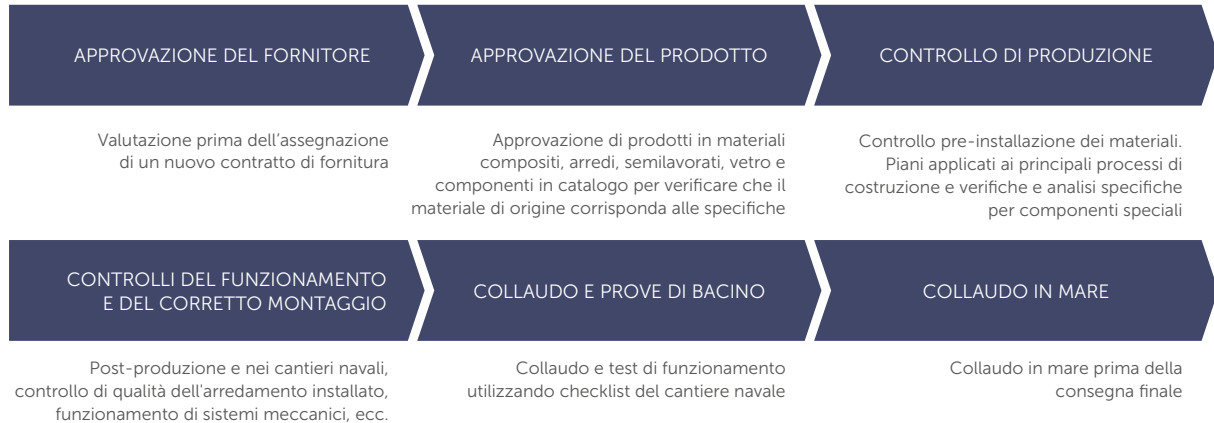 APPROVAZIONE DEL FORNITORE
Valutazione prima dell'assegnazione
di un nuovo contratto di fornitura
APPROVAZIONE DEL PRODOTTO
Approvazione di prodotti in materiali
compositi, arredi, semilavorati, vetro e
componenti in catalogo per verificare che il
materiale di origine corrisponda alle specifiche
CONTROLLO DI PRODUZIONE
Controllo pre-installazione dei materiali.
Piani applicati ai principali processi di
costruzione e verifiche e analisi specifiche
per componenti speciali
CONTROLLI DEL FUNZIONAMENTO
E DEL CORRETTO MONTAGGIO
Post-produzione e nei cantieri navali,
controllo di qualità dell'arredamento installato,
funzionamento di sistemi meccanici, ecc.
COLLAUDO E PROVE DI BACINO
Collaudo e test di funzionamento
utilizzando checklist del cantiere navale
COLLAUDO IN MARE
Collaudo in mare prima della
consegna finale